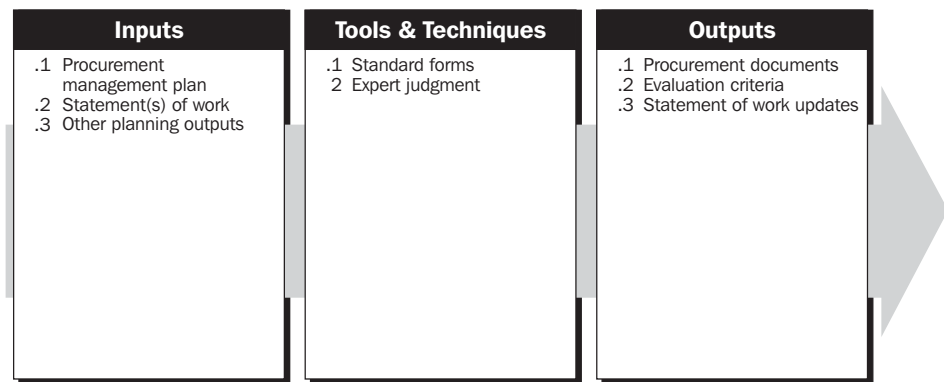 Inputs
.1 Procurement
management plan
.2 Statement(s) of work
.3 Other planning outputs
Tools & Techniques
.1 Standard forms
2 Expert judgment
Outputs
.1 Procurement documents
.2 Evaluation criteria
.3 Statement of work updates